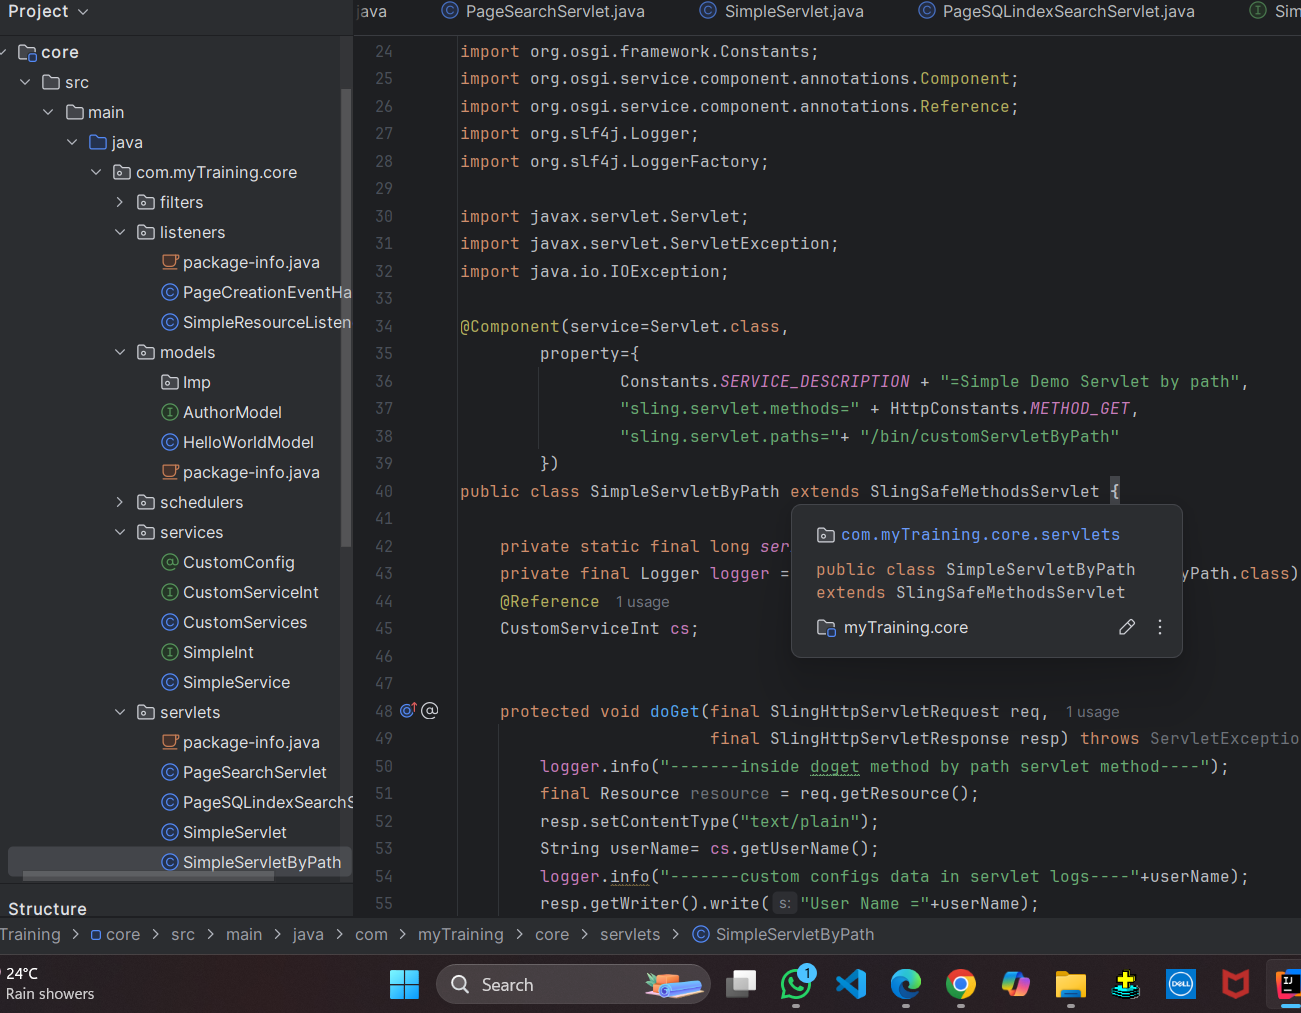 Project
core
src
main
java
com.myTraining.core
filters
listeners
package-info.java
PageCreationEventHa
SimpleResourceListen
models
Imp
AuthorModel
HelloWorldModel
package-info.java
schedulers
services
CustomConfig
CustomServiceInt
CustomServices
SimpleInt
SimpleService
servlets
package-info.java
PageSearchServlet
PageSQLindexSearchS
SimpleServlet
SimpleServletByPath
Structure
java PageSearchServlet.java SimpleServlet.java PageSQLindexSearchServlet.java Sim
24 import org.osgi.framework.Constants;
25 import org.osgi.service.component.annotations.Component;
26 import org.osgi.service.component.annotations.Reference;
27 import org.slf4j.Logger;
28 import org.slf4j.LoggerFactory;
29
30 import javax.servlet.Servlet;
31 import javax.servlet.ServletException;
32 import java.io.IOException;
33
34 @Component(service=Servlet.class,
35 property={
36 Constants.SERVICE_DESCRIPTION + "=Simple Demo Servlet by path",
37 "sling.servlet.methods=" + HttpConstants.METHOD_GET,
38 "sling.servlet.paths="+ "/bin/customServletByPath"
39 })
40 public class SimpleServletByPath extends SlingSafeMethodsServlet {
41
42 private static final long ser
43 private final Logger logger = yPath.class)
44 @Reference 1 usage
45 CustomServiceInt cs;
46
47
48 protected void doGet(final SlingHttpServletRequest req, 1 usage
49 final SlingHttpServletResponse resp) throws ServletExceptio
50 logger.info("-------inside doget method by path servlet method----");
51 final Resource resource = req.getResource();
52 resp.setContentType("text/plain");
53 String userName= cs.getUserName();
54 logger.info("-------custom configs data in servlet logs----"+userName);
55 resp.getWriter().write( s: "User Name ="+userName);
com.myTraining.core.servlets
public class SimpleServletByPath
extends SlingSafeMethodsServlet
myTraining.core
Training > core > src > main > java > com > myTraining > core > servlets > SimpleServletByPath
24°C
Rain showers
Search
1
DELL
IJ